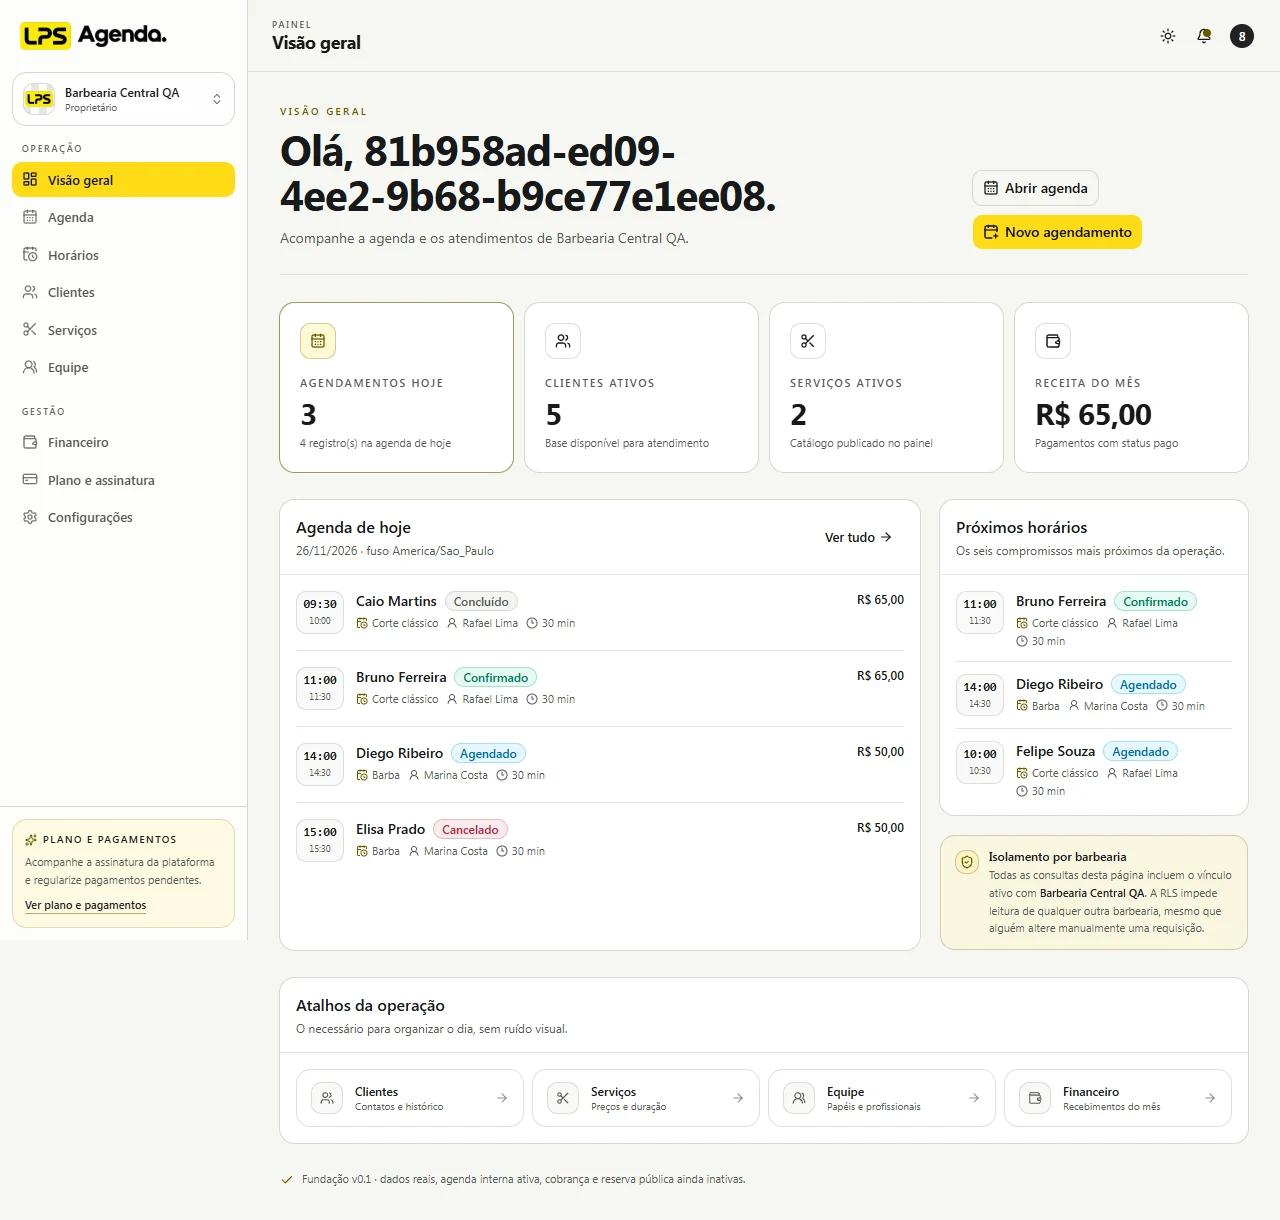 LPS Agenda.
LPS
Barbearia Central QA
Proprietário
OPERAÇÃO
Visão geral
Agenda
Horários
Clientes
Serviços
Equipe
GESTÃO
Financeiro
Plano e assinatura
Configurações
PLANO E PAGAMENTOS
Acompanhe a assinatura da plataforma
e regularize pagamentos pendentes.
Ver plano e pagamentos
PAINEL
Visão geral
8
VISÃO GERAL
Olá, 81b958ad-ed09-
4ee2-9b68-b9ce77e1ee08.
Acompanhe a agenda e os atendimentos de Barbearia Central QA.
Abrir agenda
Novo agendamento
AGENDAMENTOS HOJE
3
4 registro(s) na agenda de hoje
CLIENTES ATIVOS
5
Base disponível para atendimento
SERVIÇOS ATIVOS
2
Catálogo publicado no painel
RECEITA DO MÊS
R$ 65,00
Pagamentos com status pago
Agenda de hoje
26/11/2026 · fuso America/Sao_Paulo
Ver tudo
09:30
10:00
Caio Martins Concluído
Corte clássico Rafael Lima 30 min
R$ 65,00
11:00
11:30
Bruno Ferreira Confirmado
Corte clássico Rafael Lima 30 min
R$ 65,00
14:00
14:30
Diego Ribeiro Agendado
Barba Marina Costa 30 min
R$ 50,00
15:00
15:30
Elisa Prado Cancelado
Barba Marina Costa 30 min
R$ 50,00
Próximos horários
Os seis compromissos mais próximos da operação.
11:00
11:30
Bruno Ferreira Confirmado
Corte clássico Rafael Lima
30 min
14:00
14:30
Diego Ribeiro Agendado
Barba Marina Costa 30 min
10:00
10:30
Felipe Souza Agendado
Corte clássico Rafael Lima
30 min
Isolamento por barbearia
Todas as consultas desta página incluem o vínculo
ativo com Barbearia Central QA. A RLS impede
leitura de qualquer outra barbearia, mesmo que
alguém altere manualmente uma requisição.
Atalhos da operação
O necessário para organizar o dia, sem ruído visual.
Clientes
Contatos e histórico
Serviços
Preços e duração
Equipe
Papéis e profissionais
Financeiro
Recebimentos do mês
Fundação v0.1 · dados reais, agenda interna ativa, cobrança e reserva pública ainda inativas.